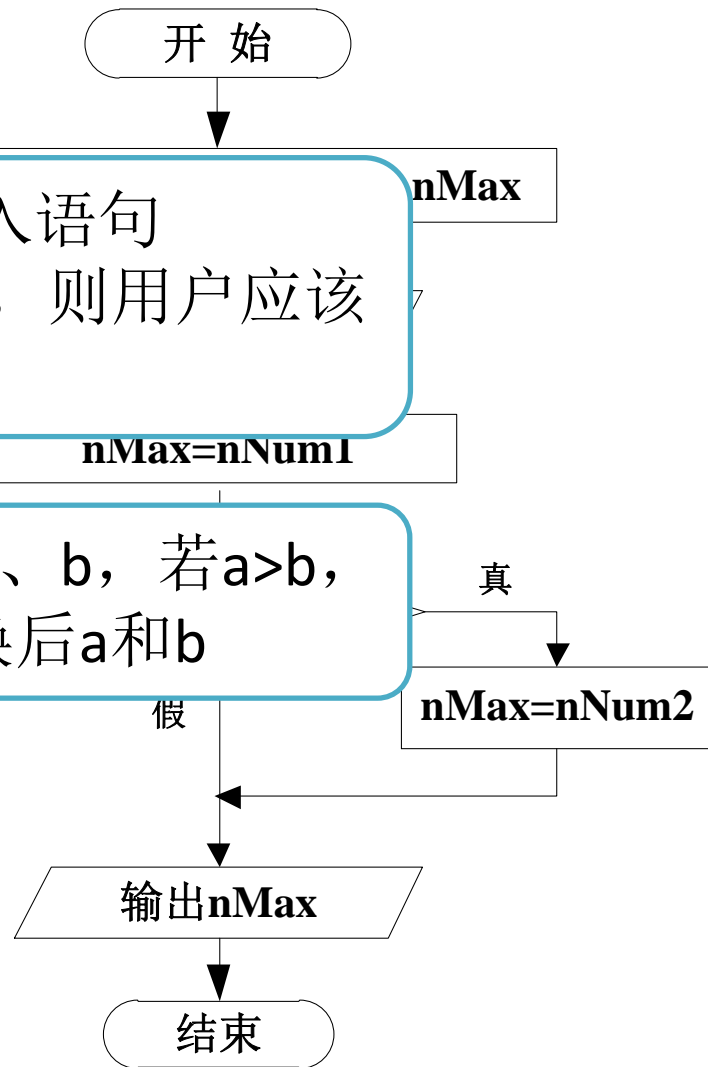 开 始
nMax
入语句
，则用户应该
nMax=nNum1
、b，若a>b，
换后a和b
真
假
nMax=nNum2
输出nMax
结束